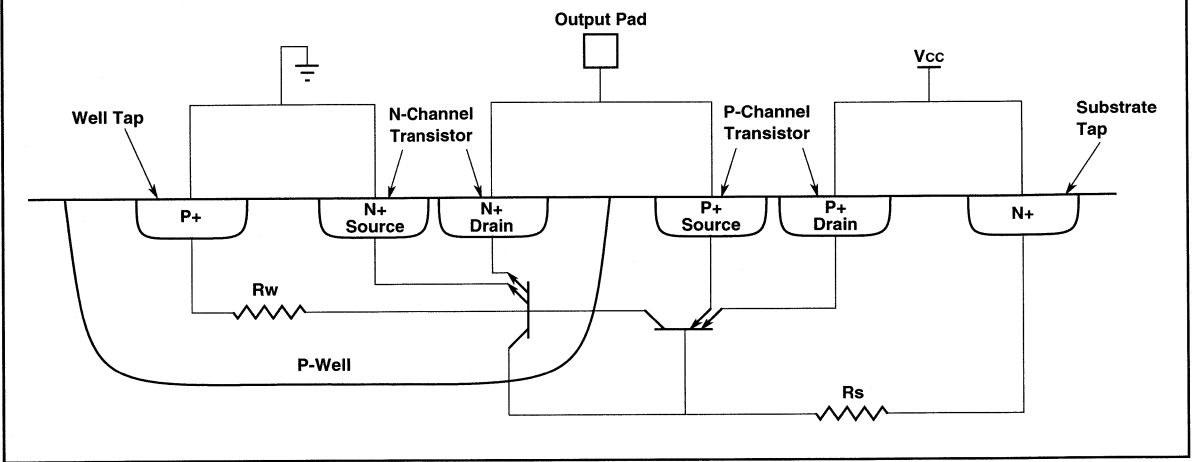 Output Pad
Vcc
Well Tap
N-Channel
Transistor
P-Channel
Transistor
Substrate
Tap
P+
N+
Source
N+
Drain
P+
Source
P+
Drain
N+
Rw
P-Well
Rs